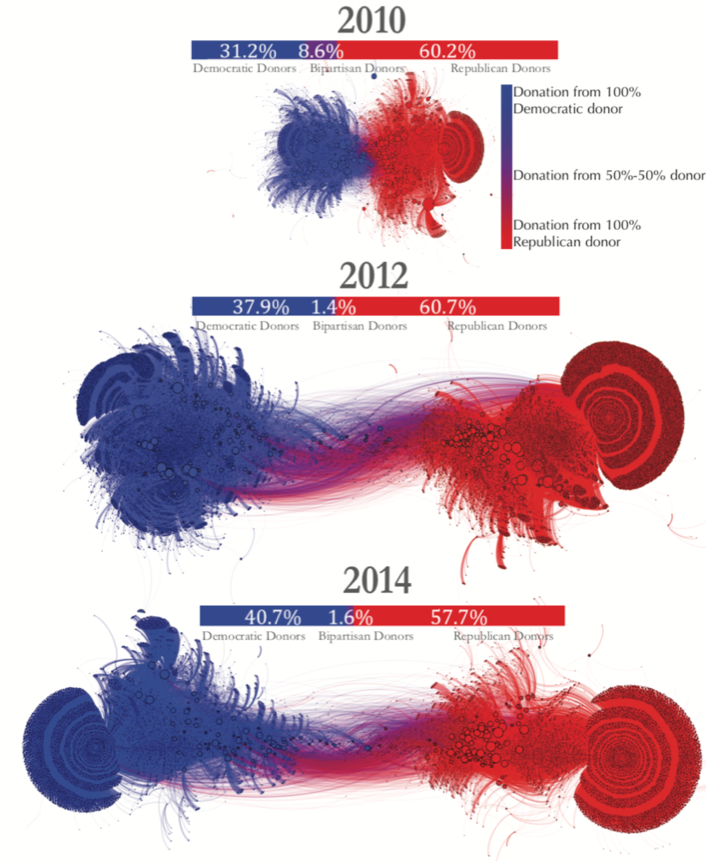 2010
31.2% 8.6% 60.2%
Democratic Donors Bipartisan Donors Republican Donors
Donation from 100%
Democratic donor
Donation from 50%-50% donor
Donation from 100%
Republican donor
2012
37.9% 1.4% 60.7%
Democratic Donors Bipartisan Donors Republican Donors
2014
40.7% 1.6% 57.7%
Democratic Donors Bipartisan Donors Republican Donors